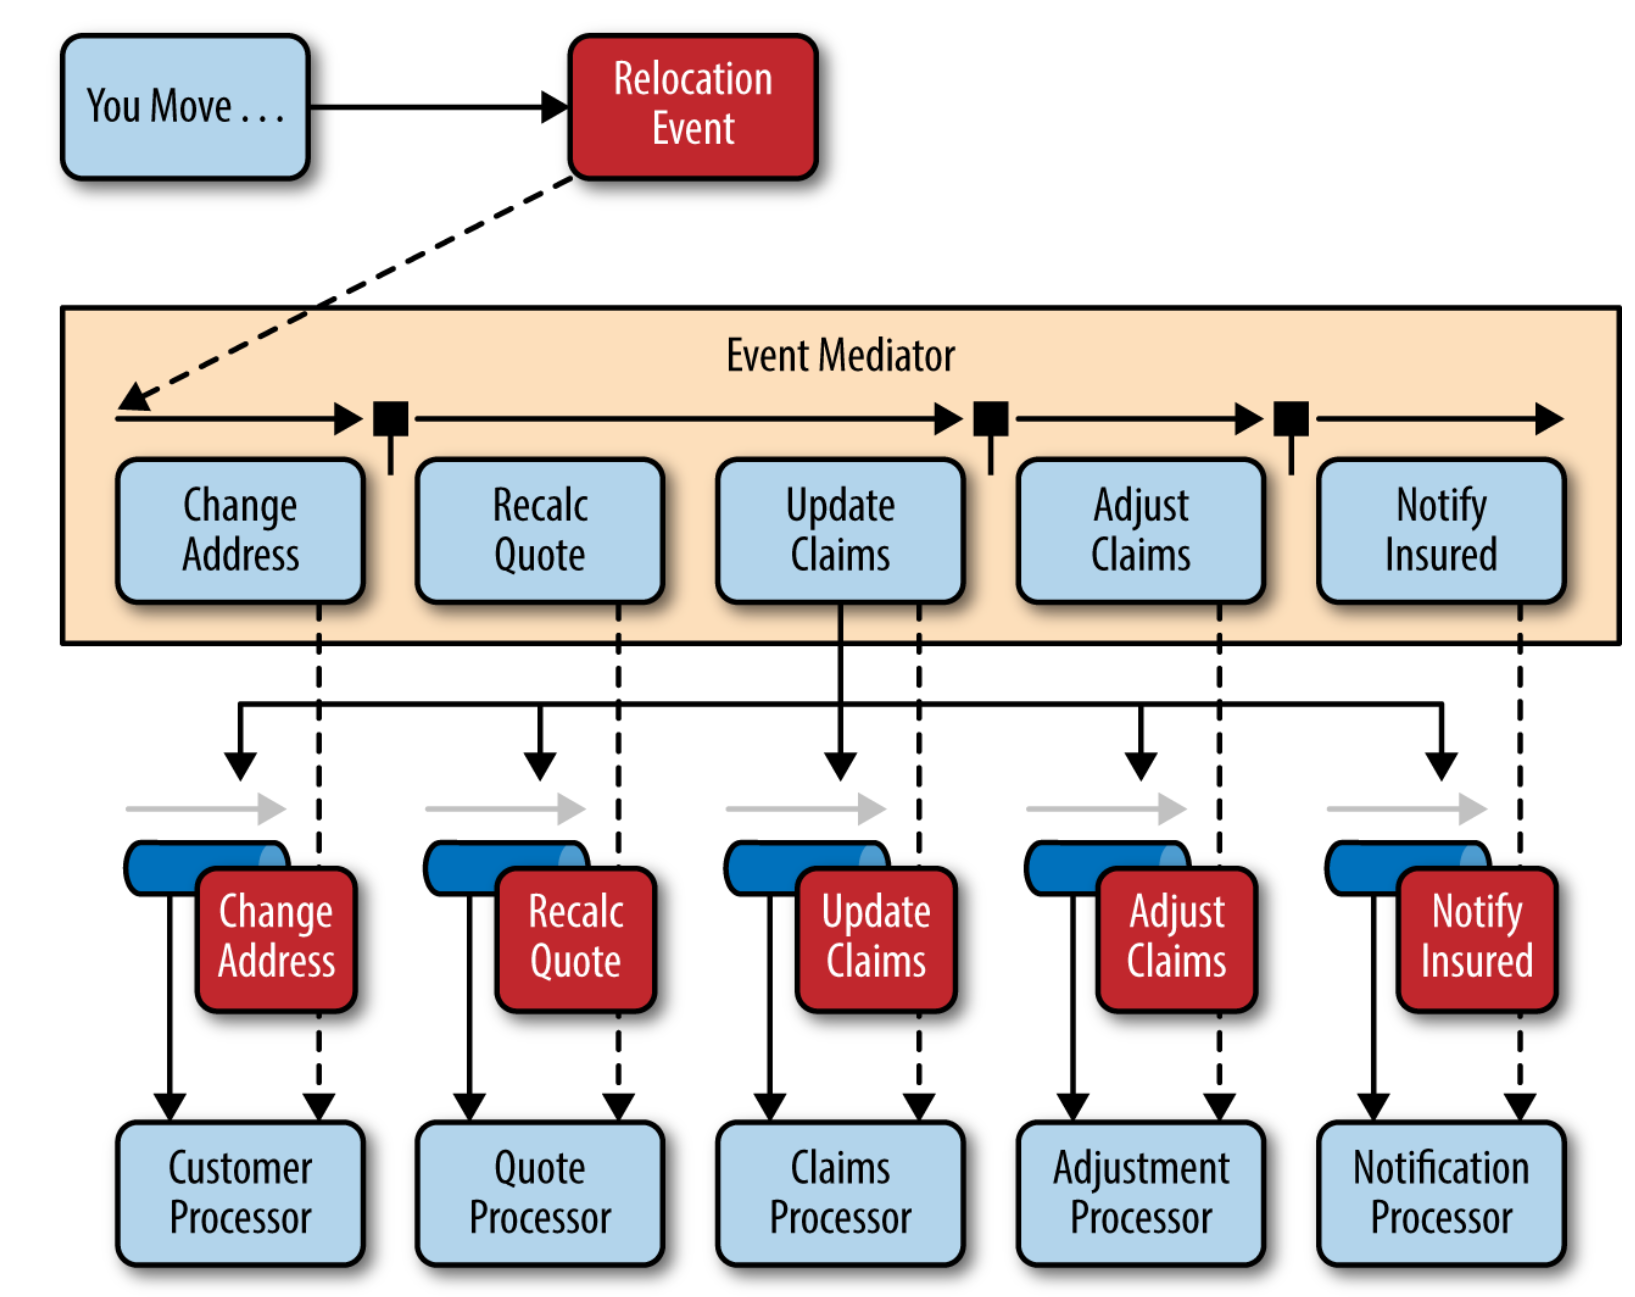 You Move . . .
Relocation
Event
Event Mediator
Change
Address
Recalc
Quote
Update
Claims
Adjust
Claims
Notify
Insured
Change
Address
Recalc
Quote
Update
Claims
Adjust
Claims
Notify
Insured
Customer
Processor
Quote
Processor
Claims
Processor
Adjustment
Processor
Notification
Processor